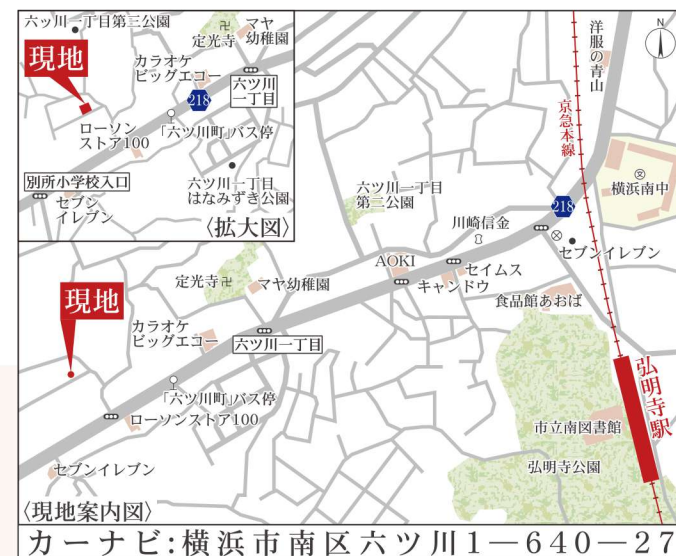 六ッ川一丁目第三公園
定光寺
マヤ
幼稚園
現地
カラオケ
ビッグエコー
六ツ川
一丁目
218
ローソン
ストア100
「六ツ川町」バス停
別所小学校入口
セブン
イレブン
六ツ川一丁目
はなみずき公園
〈拡大図〉
洋服の青山
N
京急本線
横浜南中
六ツ川一丁目
第二公園
218
川崎信金
セブンイレブン
AOKI
セイムス
キャンドウ
食品館あおば
定光寺
マヤ幼稚園
現地
カラオケ
ビッグエコー
六ツ川一丁目
「六ツ川町」バス停
ローソンストア100
セブンイレブン
弘明寺駅
市立南図書館
弘明寺公園
〈現地案内図〉
カーナビ:横浜市南区六ツ川1―640―27